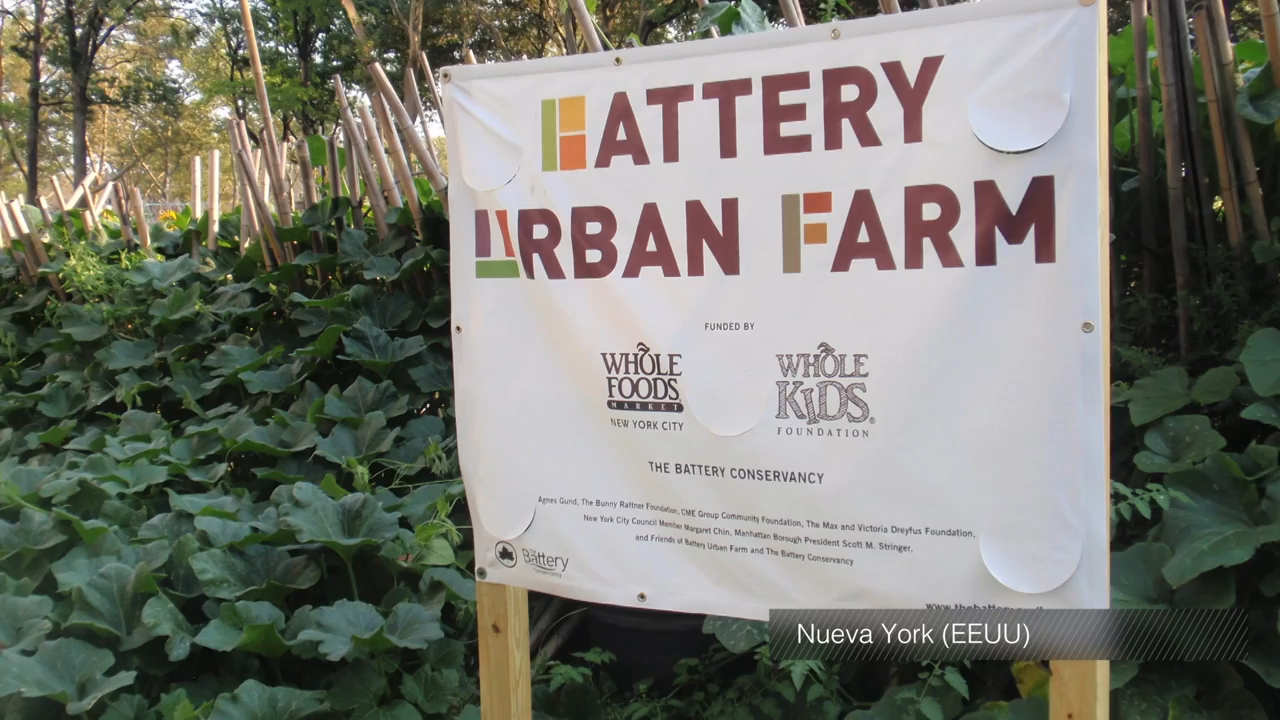 BATTERY
URBAN FARM
FUNDED BY
WHOLE
FOODS
MARKET
NEW YORK CITY
WHOLE
KIDS®
FOUNDATION
THE BATTERY CONSERVANCY
Agnes Gund, The Bunny Rattner Foundation, CME Group Community Foundation, The Max and Victoria Dreyfus Foundation,
New York City Council Member Margaret Chin, Manhattan Borough President Scott M. Stringer,
and Friends of Battery Urban Farm and The Battery Conservancy
The Battery
Conservancy
Nueva York (EEUU)